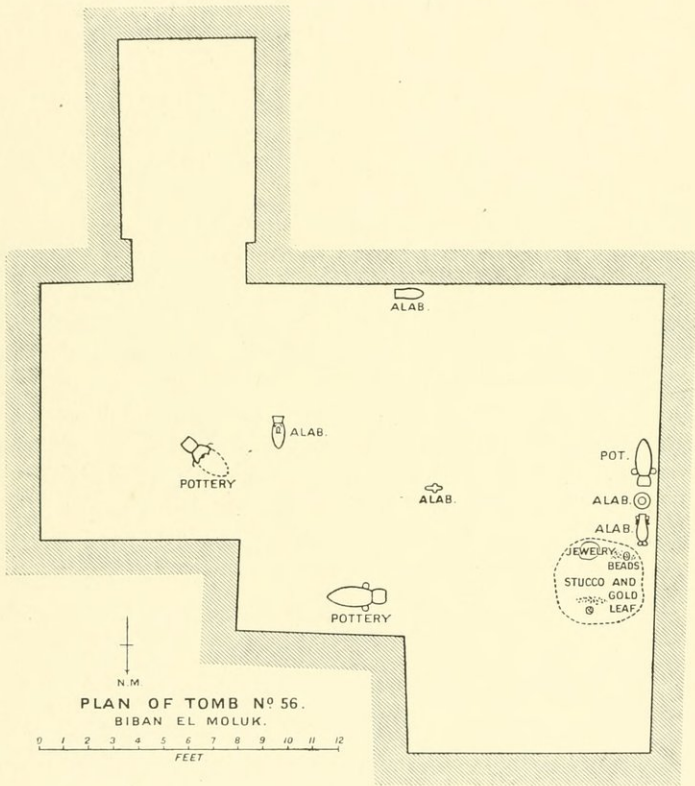 ALAB.
ALAB.
POTTERY
POT.
ALAB.
ALAB.
ALAB.
JEWELRY
BEADS
STUCCO AND
GOLD
LEAF.
POTTERY
N.M.
PLAN OF TOMB Nº 56.
BIBAN EL MOLUK.
0 1 2 3 4 5 6 7 8 9 10 11 12
FEET